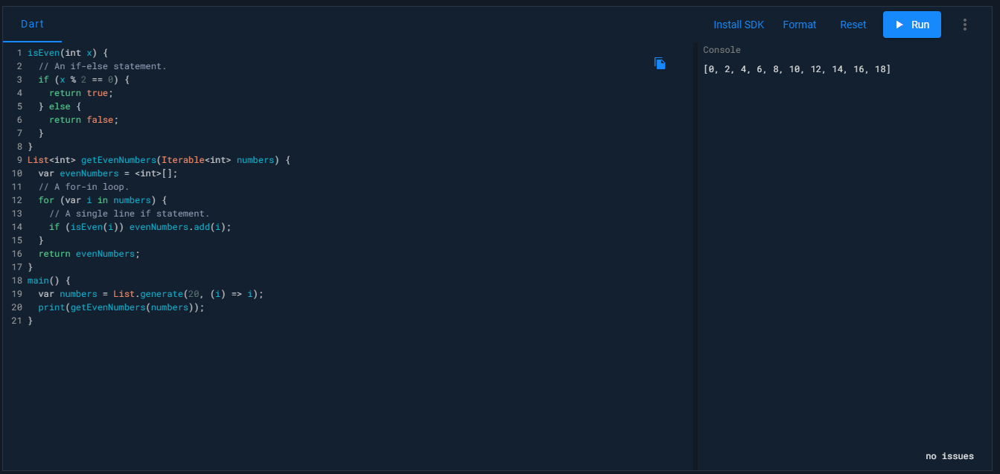 Dart
Install SDK Format Reset Run
1 isEven(int x) {
2   // An if-else statement.
3   if (x % 2 == 0) {
4     return true;
5   } else {
6     return false;
7   }
8 }
9 List<int> getEvenNumbers(Iterable<int> numbers) {
10   var evenNumbers = <int>[];
11   // A for-in loop.
12   for (var i in numbers) {
13     // A single line if statement.
14     if (isEven(i)) evenNumbers.add(i);
15   }
16   return evenNumbers;
17 }
18 main() {
19   var numbers = List.generate(20, (i) => i);
20   print(getEvenNumbers(numbers));
21 }
Console
[0, 2, 4, 6, 8, 10, 12, 14, 16, 18]
no issues